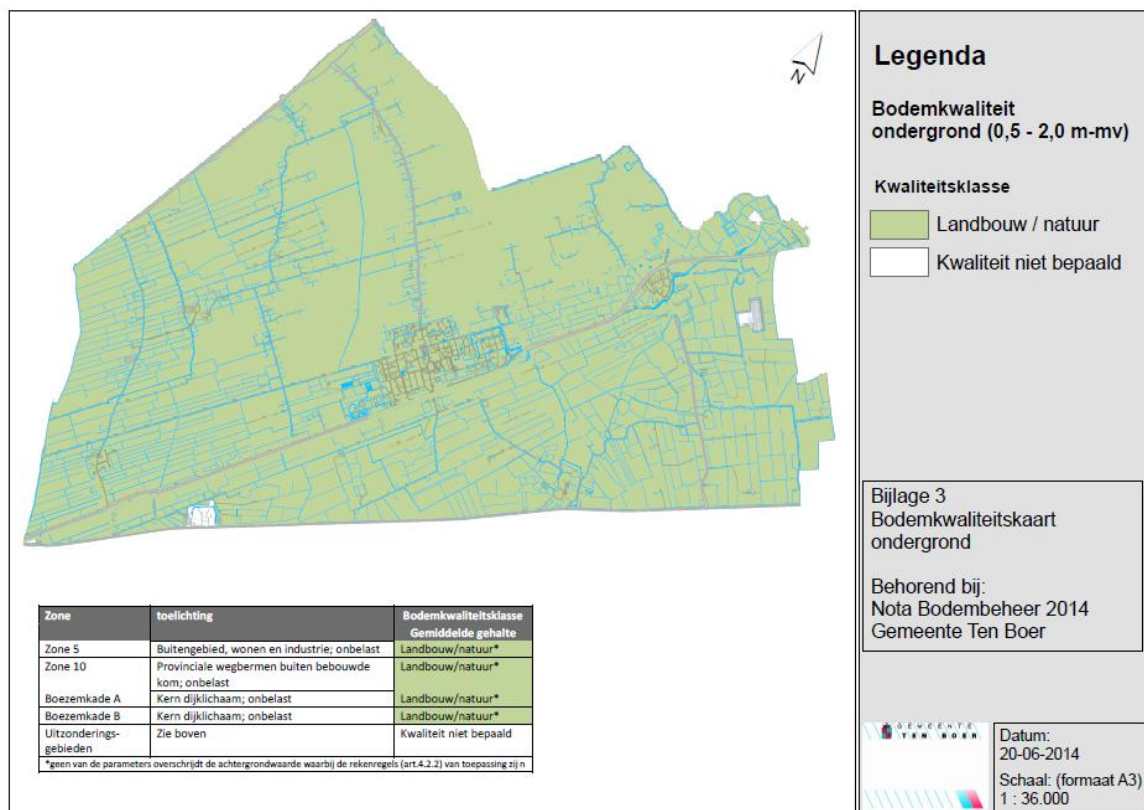 N
Legenda
Bodemkwaliteit
ondergrond (0,5 - 2,0 m-mv)
Kwaliteitsklasse
Landbouw / natuur
Kwaliteit niet bepaald
Bijlage 3
Bodemkwaliteitskaart
ondergrond
Behorend bij:
Nota Bodembeheer 2014
Gemeente Ten Boer
GEMEENTE
TEN BOER
Datum:
20-06-2014
Schaal: (formaat A3)
1 : 36.000
Zone toelichting Bodemkwaliteitsklasse
Gemiddelde gehalte
Zone 5 Buitengebied, wonen en industrie; onbelast Landbouw/natuur*
Zone 10 Provinciale wegbermen buiten bebouwde Landbouw/natuur*
kom; onbelast
Boezemkade A Kern dijklichaam; onbelast Landbouw/natuur*
Boezemkade B Kern dijklichaam; onbelast Landbouw/natuur*
Uitzonderings- Zie boven Kwaliteit niet bepaald
gebieden
*geen van de parameters overschrijdt de achtergrondwaarde waarbij de rekenregels (art.4.2.2) van toepassing zij n